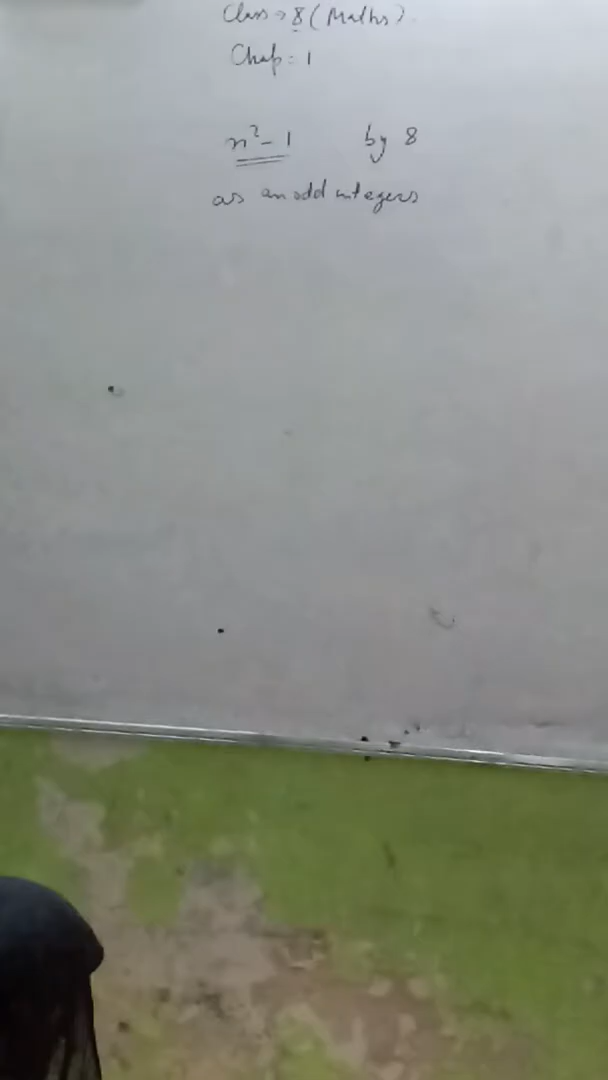 Class → 8 (Maths)
Chap: 1
n² - 1 by 8
as an odd integers